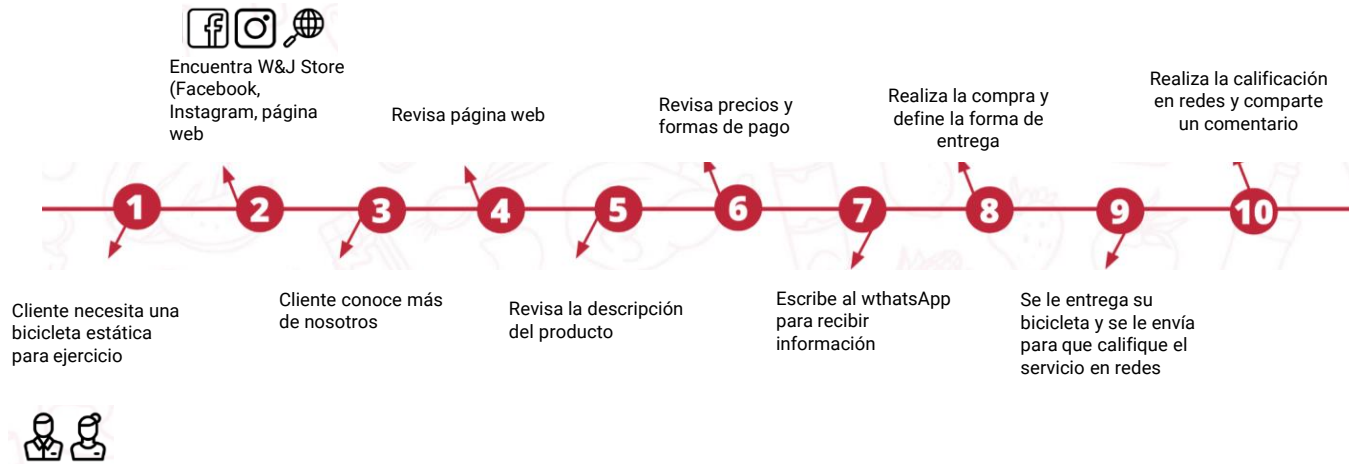 Encuentra W&J Store
(Facebook,
Instagram, página
web
Revisa página web
Revisa precios y
formas de pago
Realiza la compra y
define la forma de
entrega
Realiza la calificación
en redes y comparte
un comentario
1 2 3 4 5 6 7 8 9 10
Cliente necesita una
bicicleta estática
para ejercicio
Cliente conoce más
de nosotros
Revisa la descripción
del producto
Escribe al wthatsApp
para recibir
información
Se le entrega su
bicicleta y se le envía
para que califique el
servicio en redes